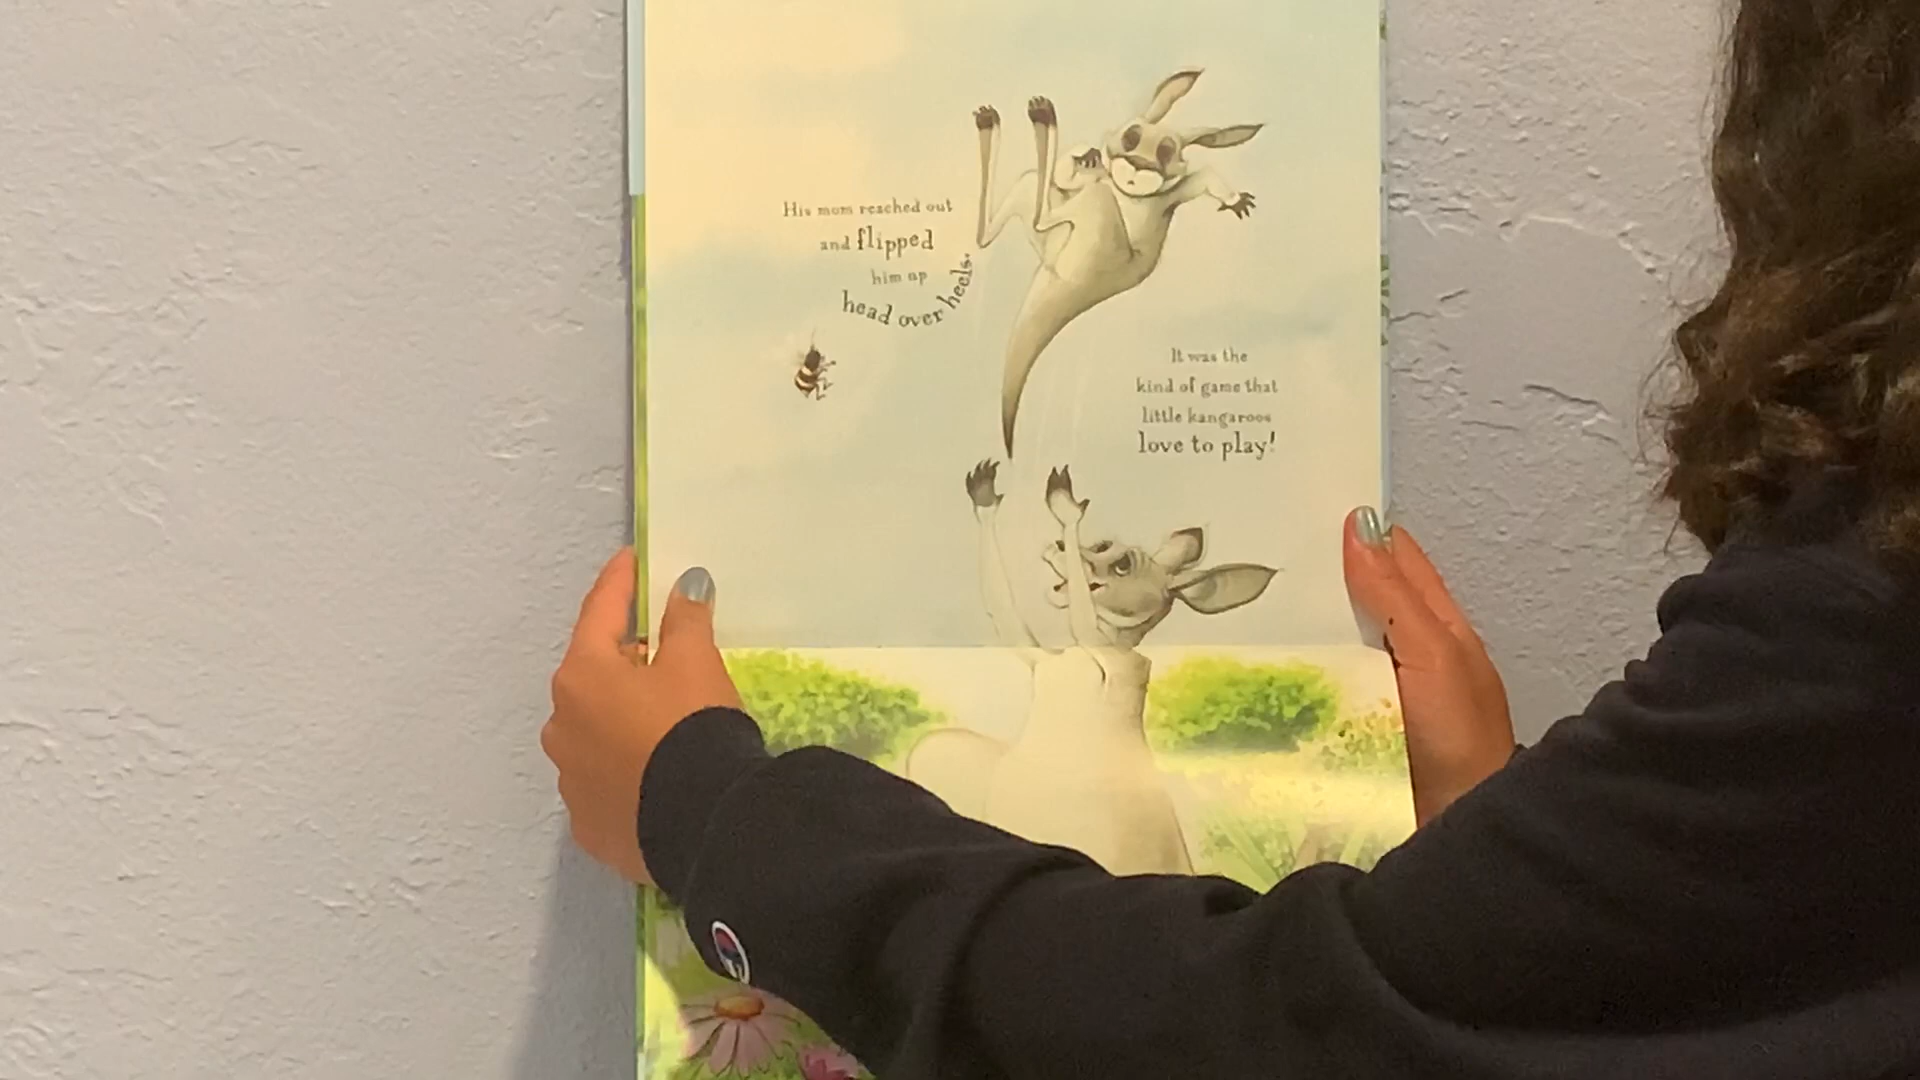 His mom reached out
and flipped
him up
head over heels.
It was the
kind of game that
little kangaroos
love to play!